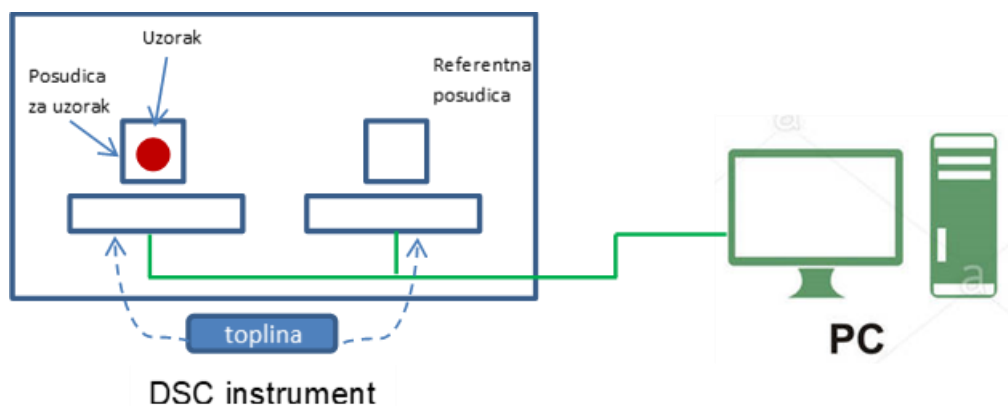 Uzorak
Posudica
za uzorak
Referentna
posudica
toplina
PC
DSC instrument
a
a